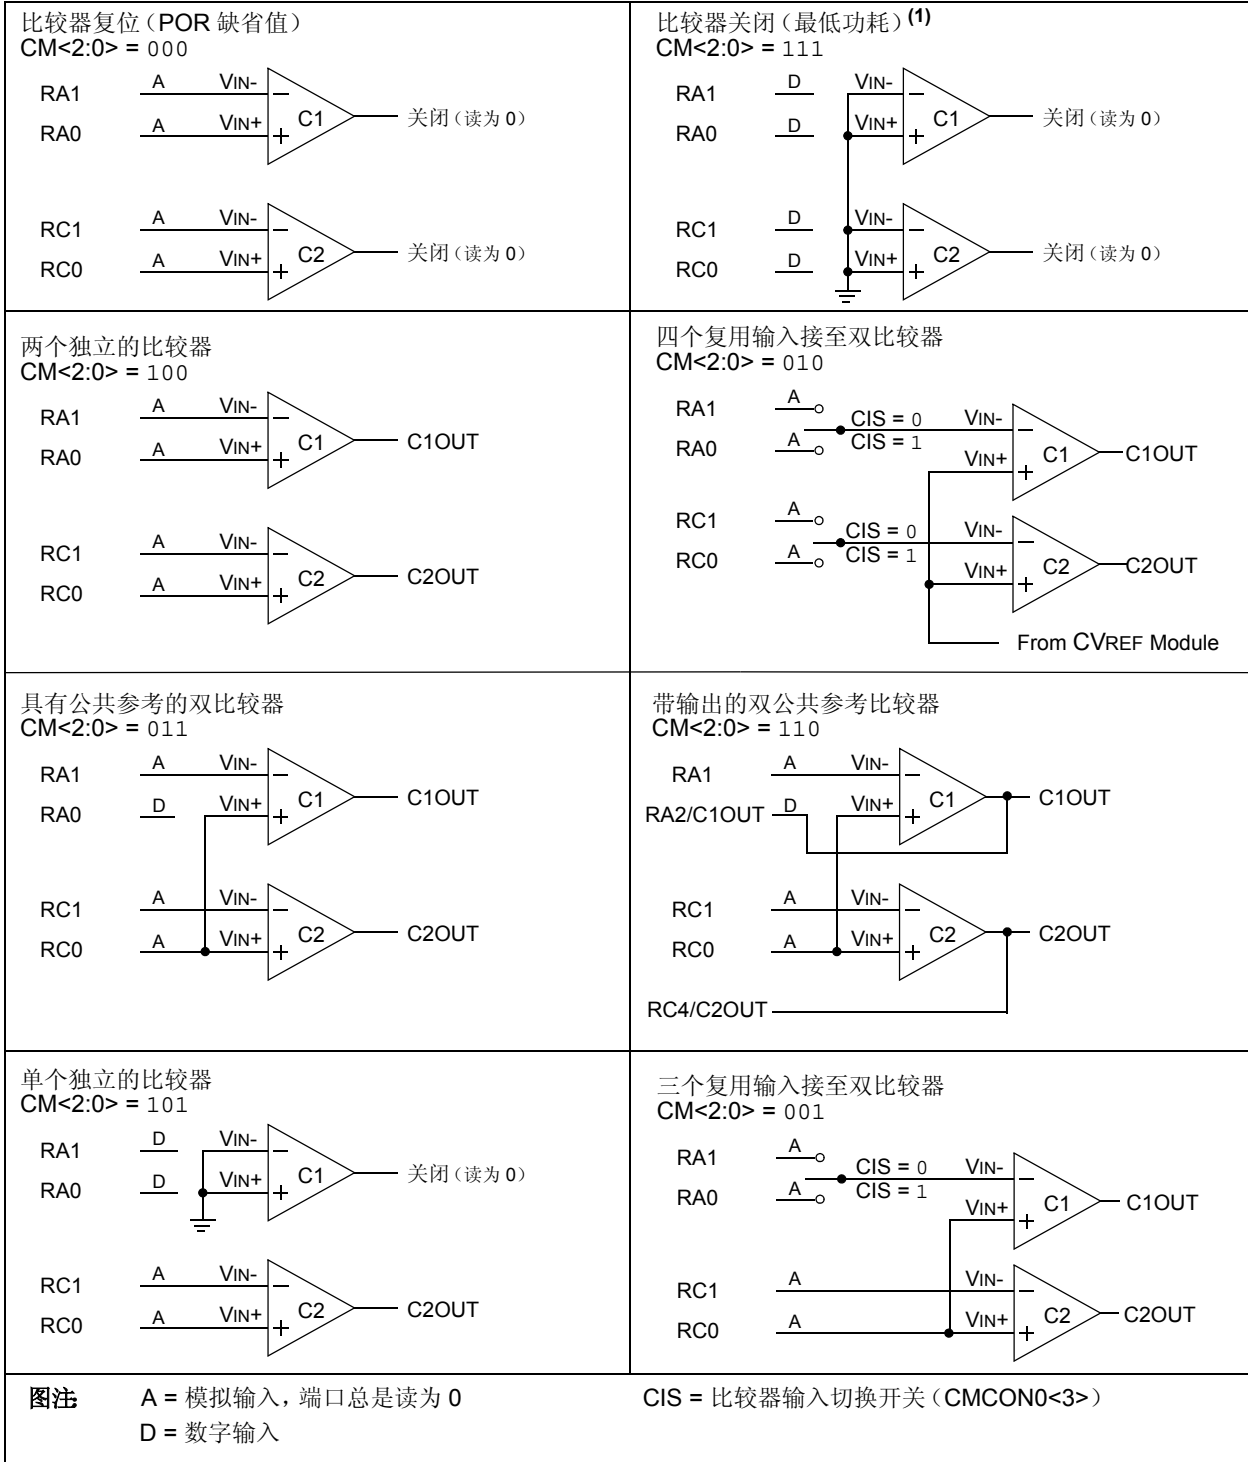 比较器复位（POR 缺省值）
CM<2:0> = 000
RA1 A VIN-
RA0 A VIN+ C1 关闭（读为 0）
RC1 A VIN-
RC0 A VIN+ C2 关闭（读为 0）
比较器关闭（最低功耗）(1)
CM<2:0> = 111
RA1 D VIN-
RA0 D VIN+ C1 关闭（读为 0）
RC1 D VIN-
RC0 D VIN+ C2 关闭（读为 0）
两个独立的比较器
CM<2:0> = 100
RA1 A VIN-
RA0 A VIN+ C1 C1OUT
RC1 A VIN-
RC0 A VIN+ C2 C2OUT
四个复用输入接至双比较器
CM<2:0> = 010
RA1 A CIS = 0 VIN-
RA0 A CIS = 1 VIN+ C1 C1OUT
RC1 A CIS = 0 VIN-
RC0 A CIS = 1 VIN+ C2 C2OUT
From CVREF Module
具有公共参考的双比较器
CM<2:0> = 011
RA1 A VIN-
RA0 D VIN+ C1 C1OUT
RC1 A VIN-
RC0 A VIN+ C2 C2OUT
带输出的双公共参考比较器
CM<2:0> = 110
RA1 A VIN-
RA2/C1OUT D VIN+ C1 C1OUT
RC1 A VIN-
RC0 A VIN+ C2 C2OUT
RC4/C2OUT
单个独立的比较器
CM<2:0> = 101
RA1 D VIN-
RA0 D VIN+ C1 关闭（读为 0）
RC1 A VIN-
RC0 A VIN+ C2 C2OUT
三个复用输入接至双比较器
CM<2:0> = 001
RA1 A CIS = 0 VIN-
RA0 A CIS = 1 VIN+ C1 C1OUT
RC1 A VIN-
RC0 A VIN+ C2 C2OUT
图注: A = 模拟输入，端口总是读为 0 CIS = 比较器输入切换开关（CMCON0<3>）
D = 数字输入